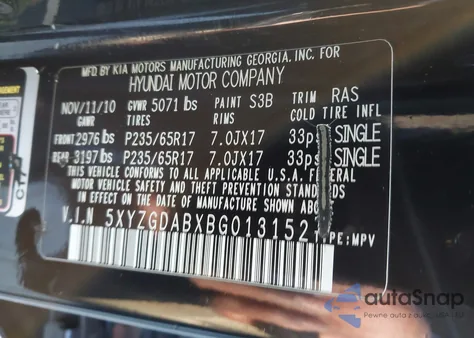 MFD BY KIA MOTORS MANUFACTURING GEORGIA, INC. FOR
HYUNDAI MOTOR COMPANY
NOV/11/10 GVWR 5071 lbs PAINT S3B TRIM RAS
TIRES RIMS COLD TIRE INFL
FRONT 2976 lbs P235/65R17 7.0JX17 33psi SINGLE
REAR 3197 lbs P235/65R17 7.0JX17 33psi SINGLE
THIS VEHICLE CONFORMS TO ALL APPLICABLE U.S.A. FEDERAL
MOTOR VEHICLE SAFETY AND THEFT PREVENTION STANDARDS
IN EFFECT ON THE DATE OF MANUFACTURE SHOWN ABOVE
V.I.N 5XYZGDABXBG013152 TYPE:MPV
autaSnap